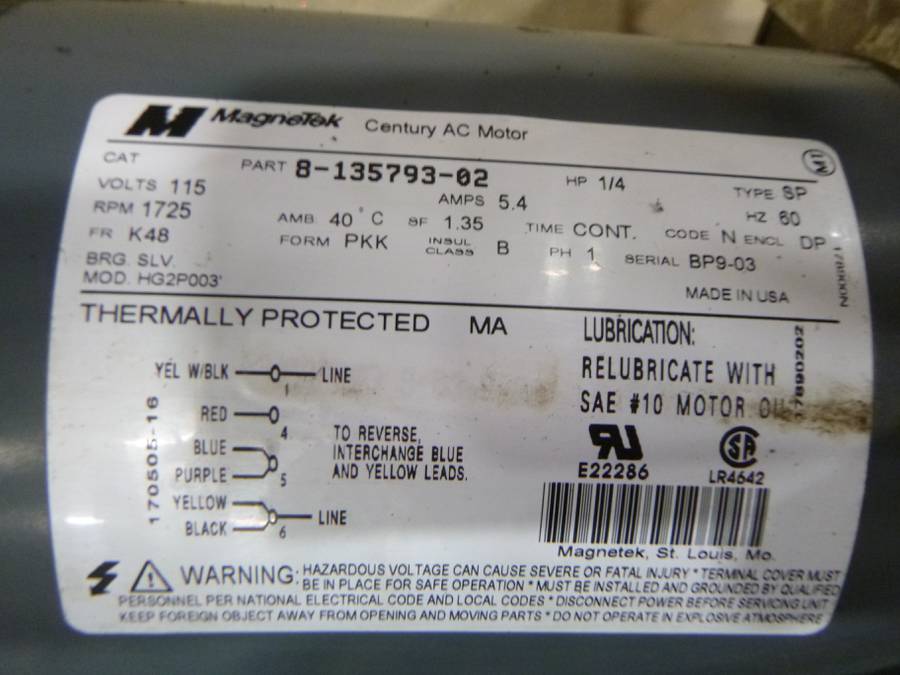 MagneTek Century AC Motor
CAT PART 8-135793-02 HP 1/4 TYPE SP
VOLTS 115 AMPS 5.4 HZ 60
RPM 1725 AMB. 40 °C SF 1.35 TIME CONT. CODE N ENCL DP
FR K48 FORM PKK INSUL CLASS B PH 1 SERIAL BP9-03
BRG. SLV.
MOD. HG2P003 MADE IN USA
THERMALLY PROTECTED MA
LUBRICATION:
RELUBRICATE WITH
SAE #10 MOTOR OIL
17890202
170505-16
YEL W/BLK 1 LINE
RED 4
BLUE
PURPLE 5
YELLOW
BLACK 6 LINE
TO REVERSE,
INTERCHANGE BLUE
AND YELLOW LEADS.
E22286
SA
LR4642
Magnetek, St. Louis, Mo.
WARNING: HAZARDOUS VOLTAGE CAN CAUSE SEVERE OR FATAL INJURY * TERMINAL COVER MUST
BE IN PLACE FOR SAFE OPERATION * MUST BE INSTALLED AND GROUNDED BY QUALIFIED
PERSONNEL PER NATIONAL ELECTRICAL CODE AND LOCAL CODES * DISCONNECT POWER BEFORE SERVICING UNIT
KEEP FOREIGN OBJECT AWAY FROM OPENING AND MOVING PARTS * DO NOT OPERATE IN EXPLOSIVE ATMOSPHERE